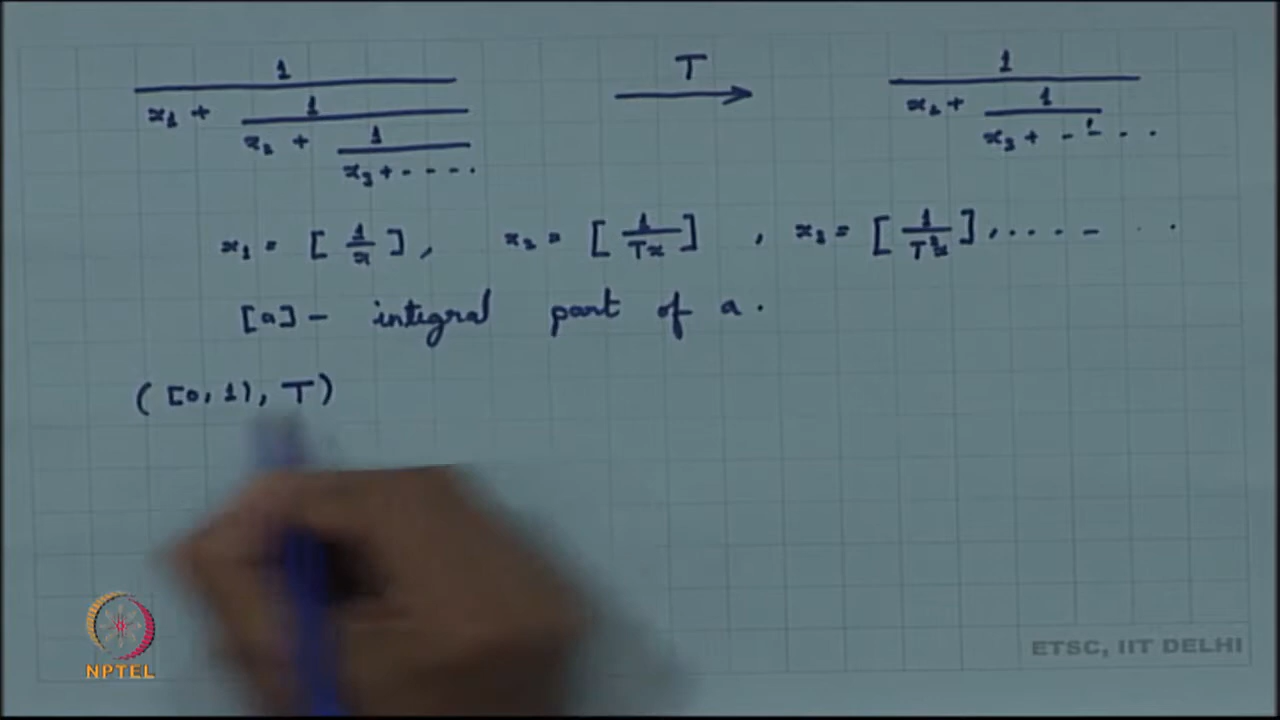 1 / (x₁ + 1 / (x₂ + 1 / (x₃ + - - - ·))) T → 1 / (x₂ + 1 / (x₃ + - - · ·))
x₁ = [1/x], x₂ = [1/Tx], x₃ = [1/T²x], . . . . - · ·
[a] - integral part of a.
([0, 1), T)
NPTEL
ETSC, IIT DELHI